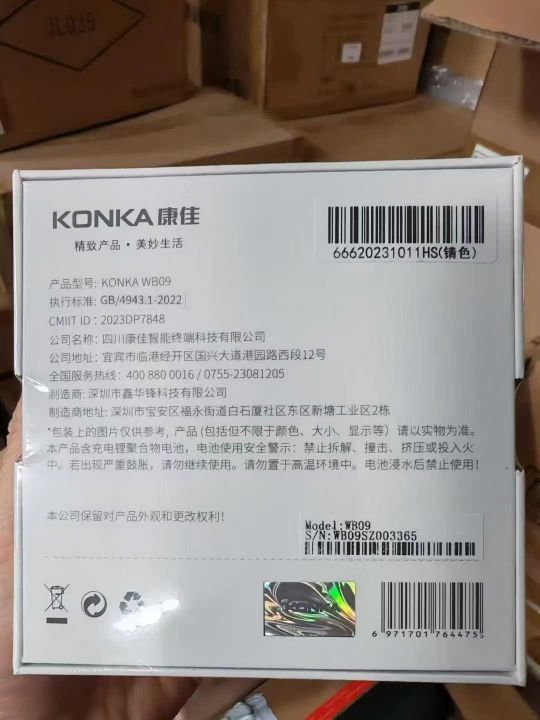 IL035
KONKA 康佳
精致产品·美妙生活
66620231011HS(锖色)
产品型号: KONKA WB09
执行标准: GB/4943.1-2022
CMIIT ID : 2023DP7848
公司名称: 四川康佳智能终端科技有限公司
公司地址: 宜宾市临港经开区国兴大道港园路西段12号
全国服务热线: 400 880 0016 / 0755-23081205
制造商: 深圳市鑫华锋科技有限公司
制造商地址: 深圳市宝安区福永街道白石厦社区东区新塘工业区2栋
*包装上的图片仅供参考, 产品 (包括但不限于颜色、大小、显示等) 请以实物为准。
本产品含充电锂聚合物电池, 电池使用安全警示: 禁止拆解、撞击、挤压或投入火
中。若出现严重鼓胀, 请勿继续使用。请勿置于高温环境中。电池浸水后禁止使用!
本公司保留对产品外观和更改权利!
Model:WB09
S/N:WB09SZ003365
KONKA
6 971701 764475